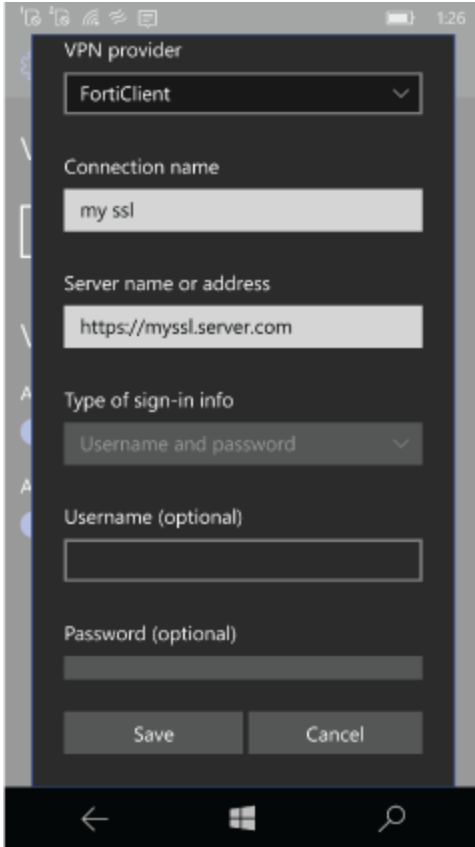 1:26
VPN provider
FortiClient
Connection name
my ssl
Server name or address
https://myssl.server.com
Type of sign-in info
Username and password
Username (optional)
Password (optional)
Save
Cancel